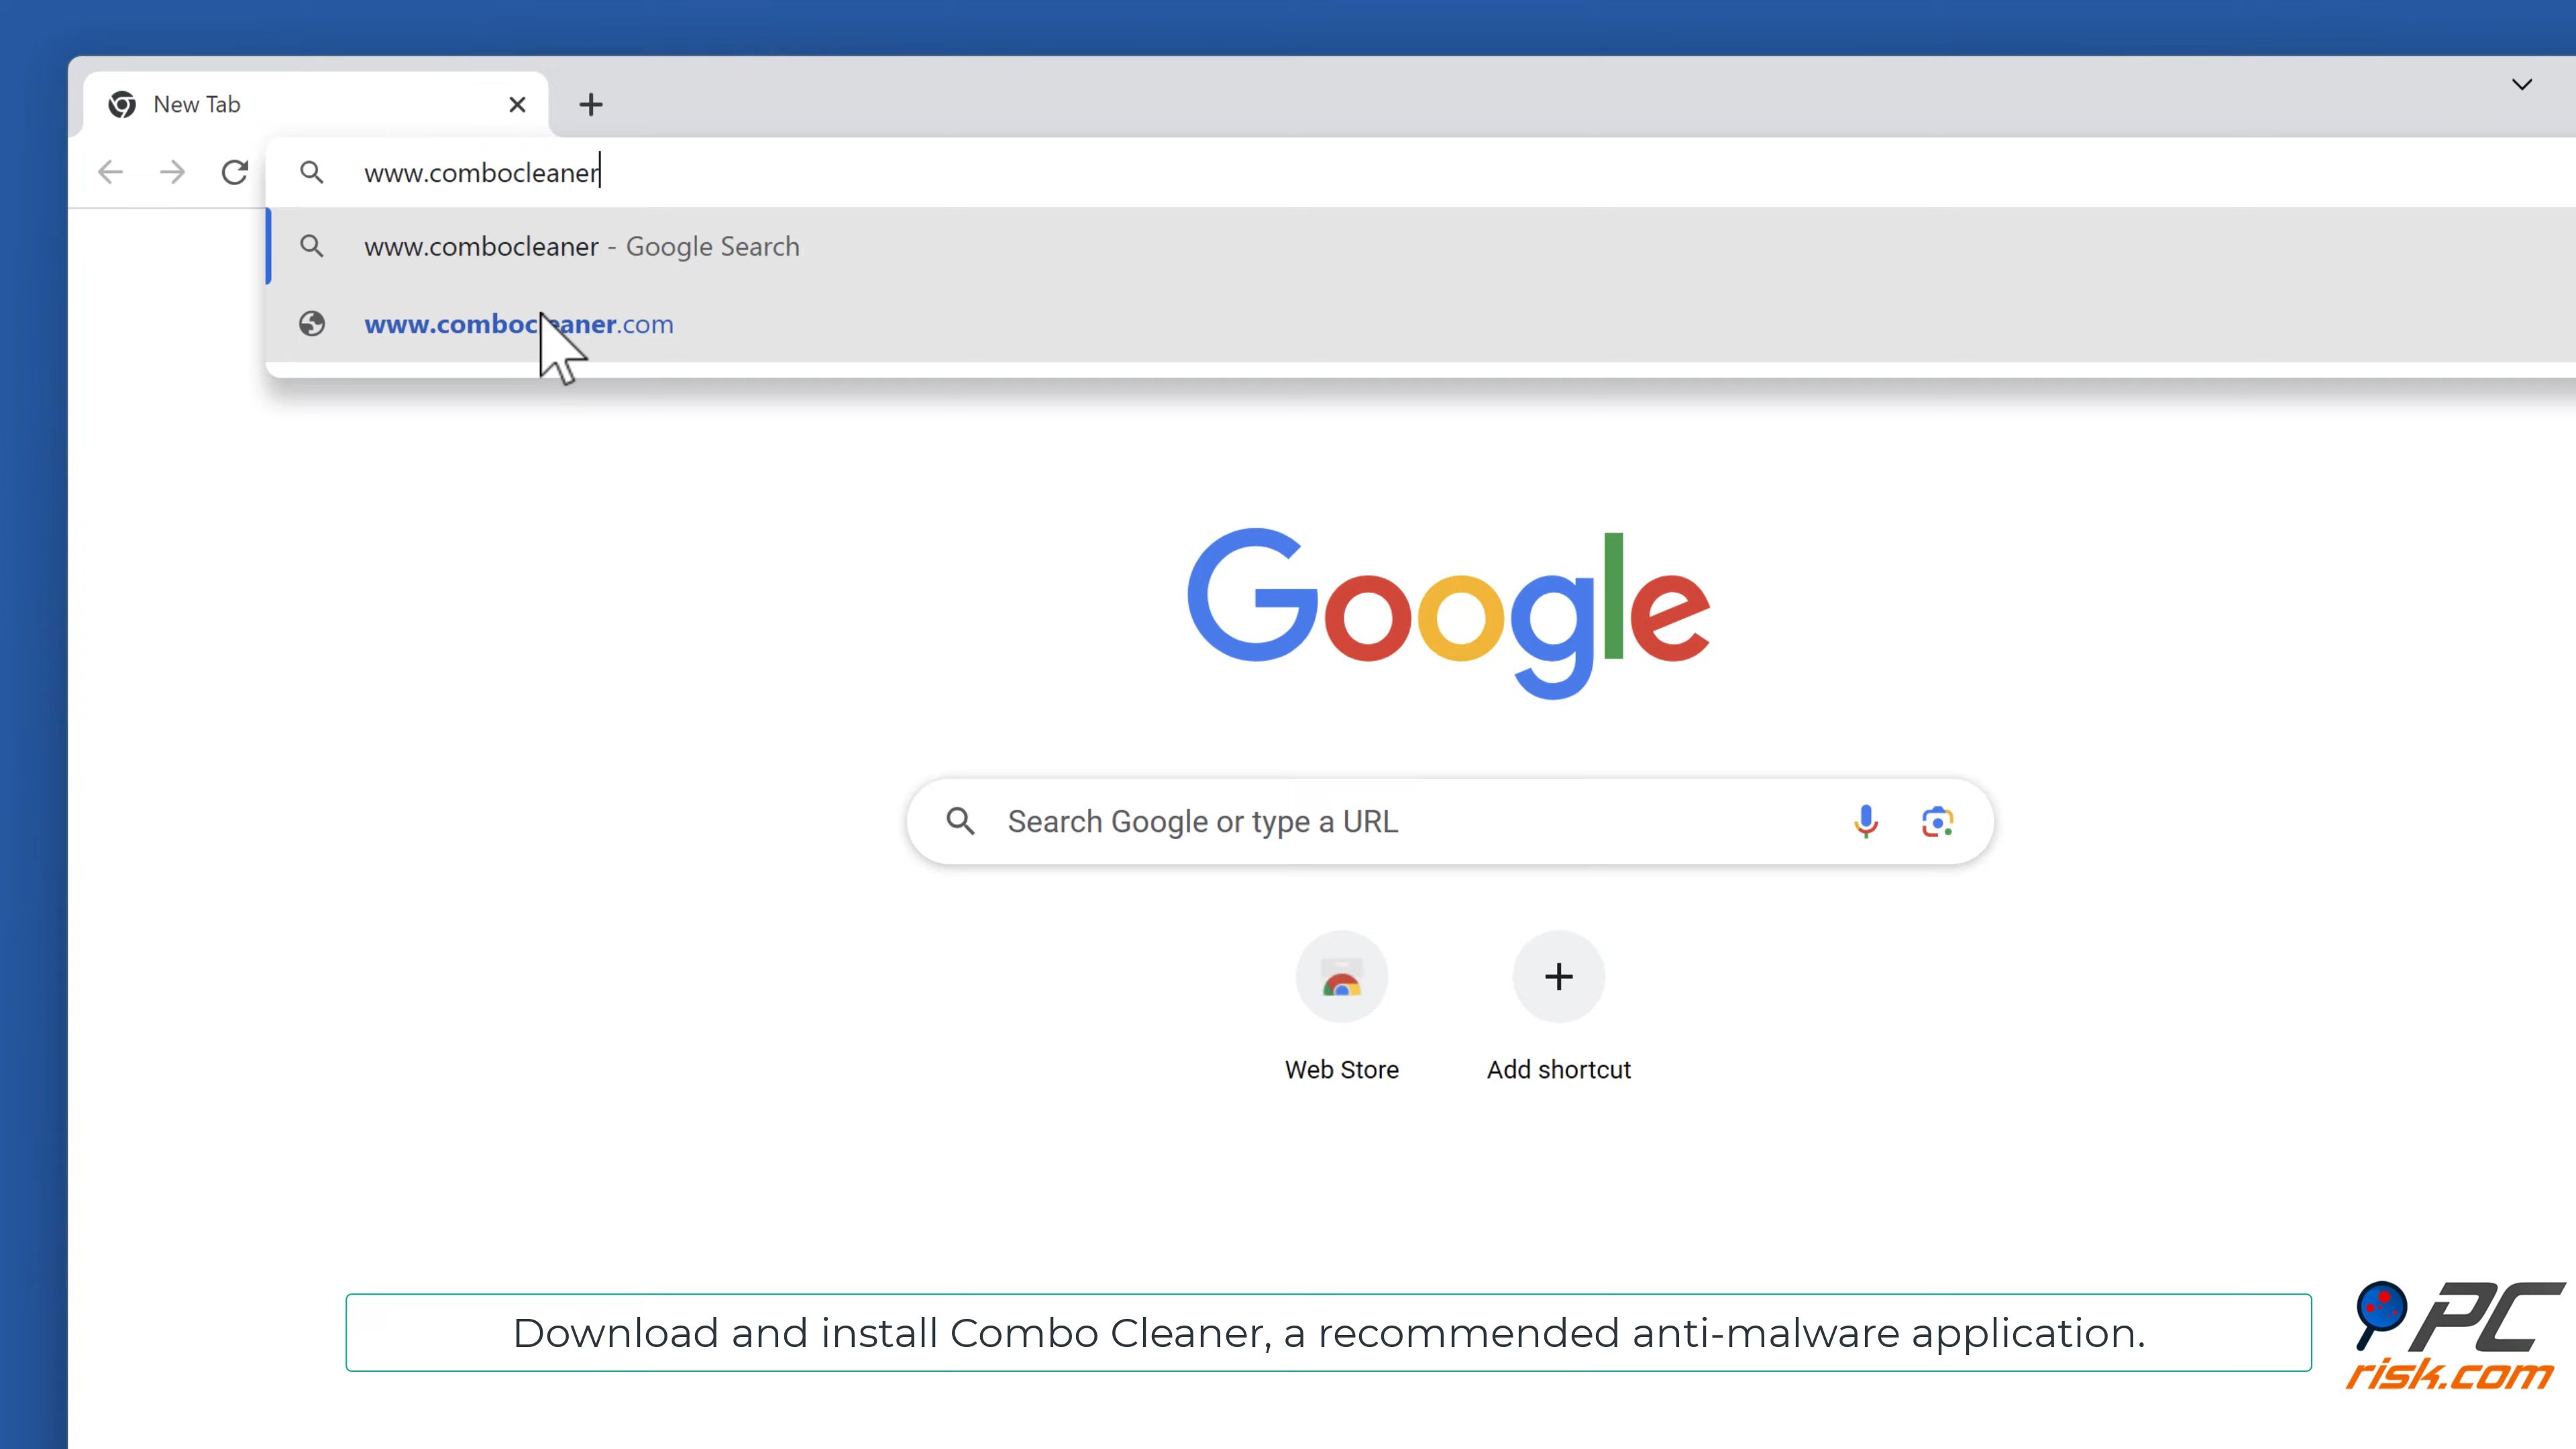 New Tab
www.combocleaner
www.combocleaner - Google Search
www.combocleaner.com
Google
Search Google or type a URL
Web Store
Add shortcut
Download and install Combo Cleaner, a recommended anti-malware application.
PC
risk.com